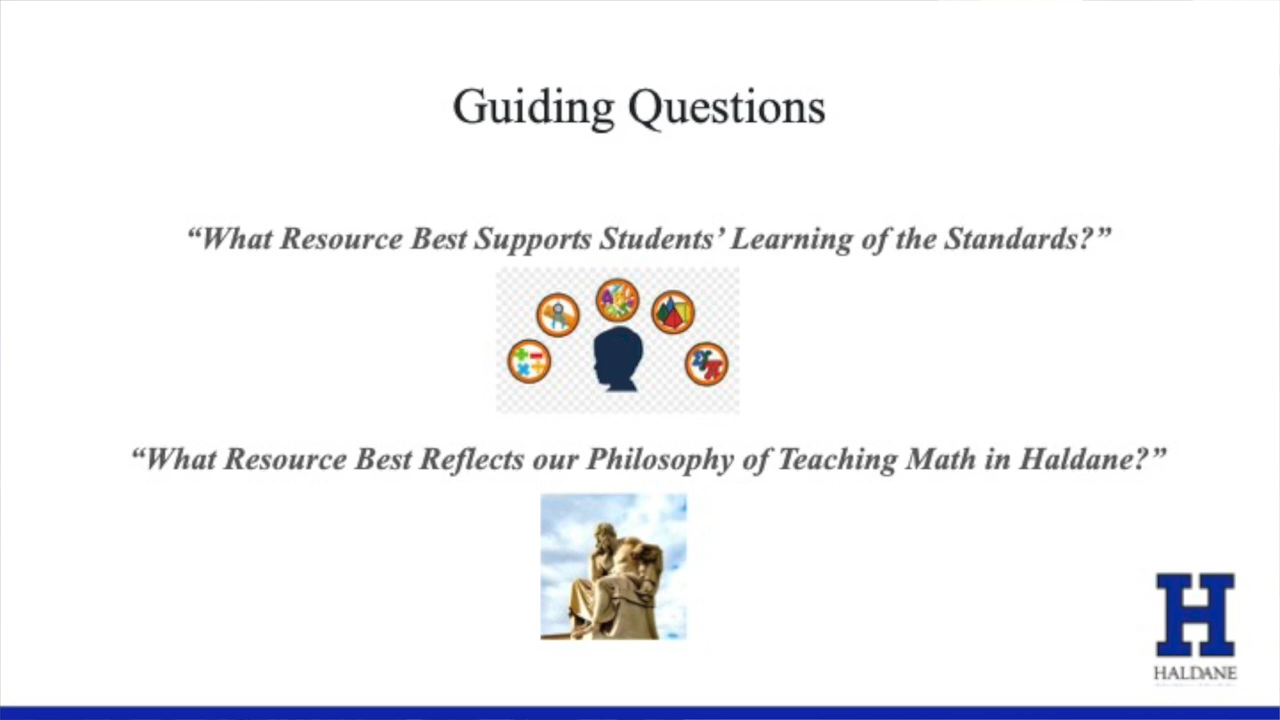 Guiding Questions
“What Resource Best Supports Students’ Learning of the Standards?”
“What Resource Best Reflects our Philosophy of Teaching Math in Haldane?”
H
HALDANE